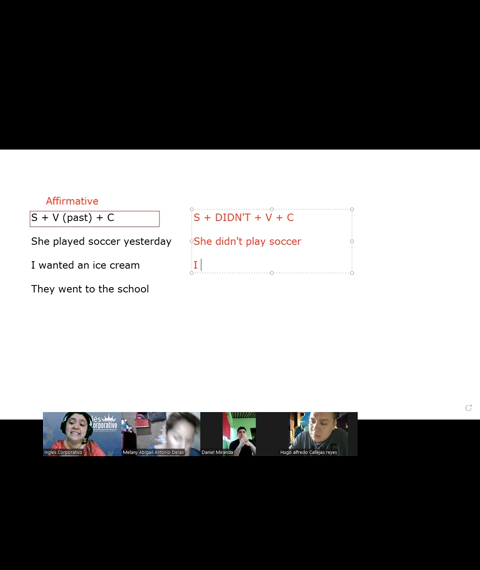 Affirmative
S + V (past) + C
She played soccer yesterday
I wanted an ice cream
They went to the school
S + DIDN'T + V + C
She didn't play soccer
I
Inglés Corporativo
Melany Abigail Antonio Deras
Daniel Miranda
Hugo alfredo Callejas reyes